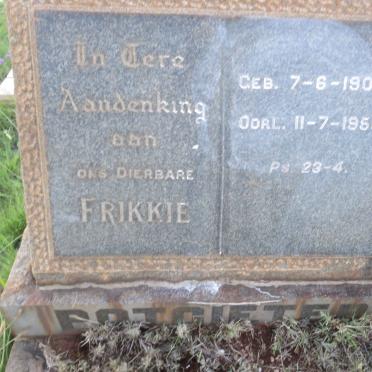 In Tere
Aandenking
aan
ons Dierbare
Frikkie
Geb. 7-6-190
Oorl. 11-7-195
Ps. 23-4.
POTGIETER